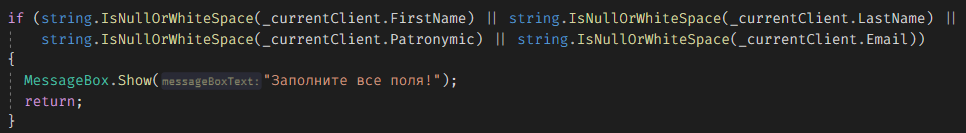 if (string.IsNullOrWhiteSpace(_currentClient.FirstName) || string.IsNullOrWhiteSpace(_currentClient.LastName) ||
string.IsNullOrWhiteSpace(_currentClient.Patronymic) || string.IsNullOrWhiteSpace(_currentClient.Email))
{
MessageBox.Show(messageBoxText:"Заполните все поля!");
return;
}